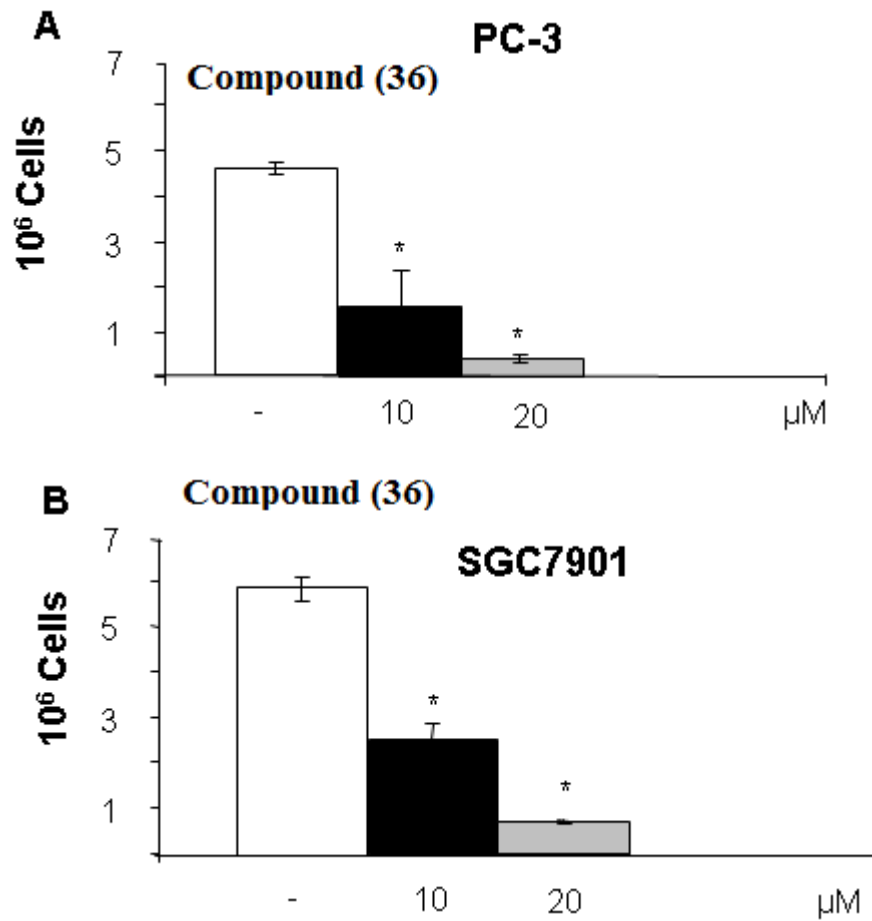 A
PC-3
Compound (36)
10⁶ Cells
7
5
3
1
*
*
- 10 20 µM
B
Compound (36)
SGC7901
10⁶ Cells
7
5
3
1
*
*
- 10 20 µM